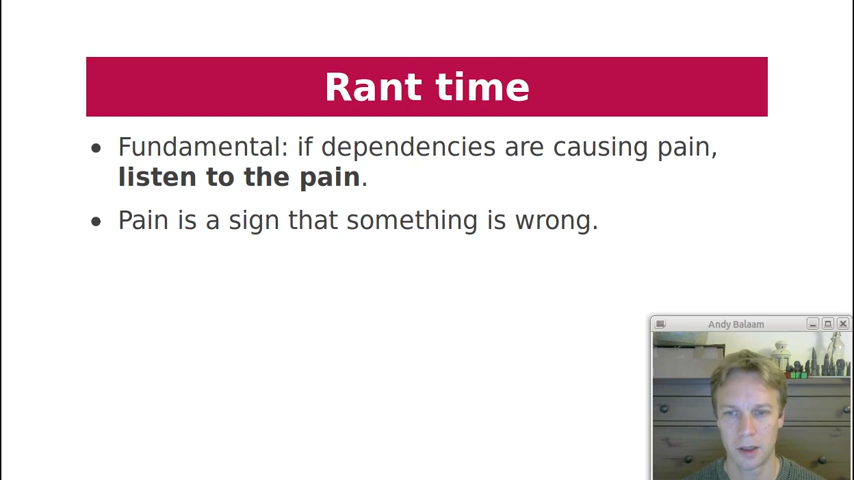 Rant time
• Fundamental: if dependencies are causing pain,
listen to the pain.
• Pain is a sign that something is wrong.
Andy Balaam